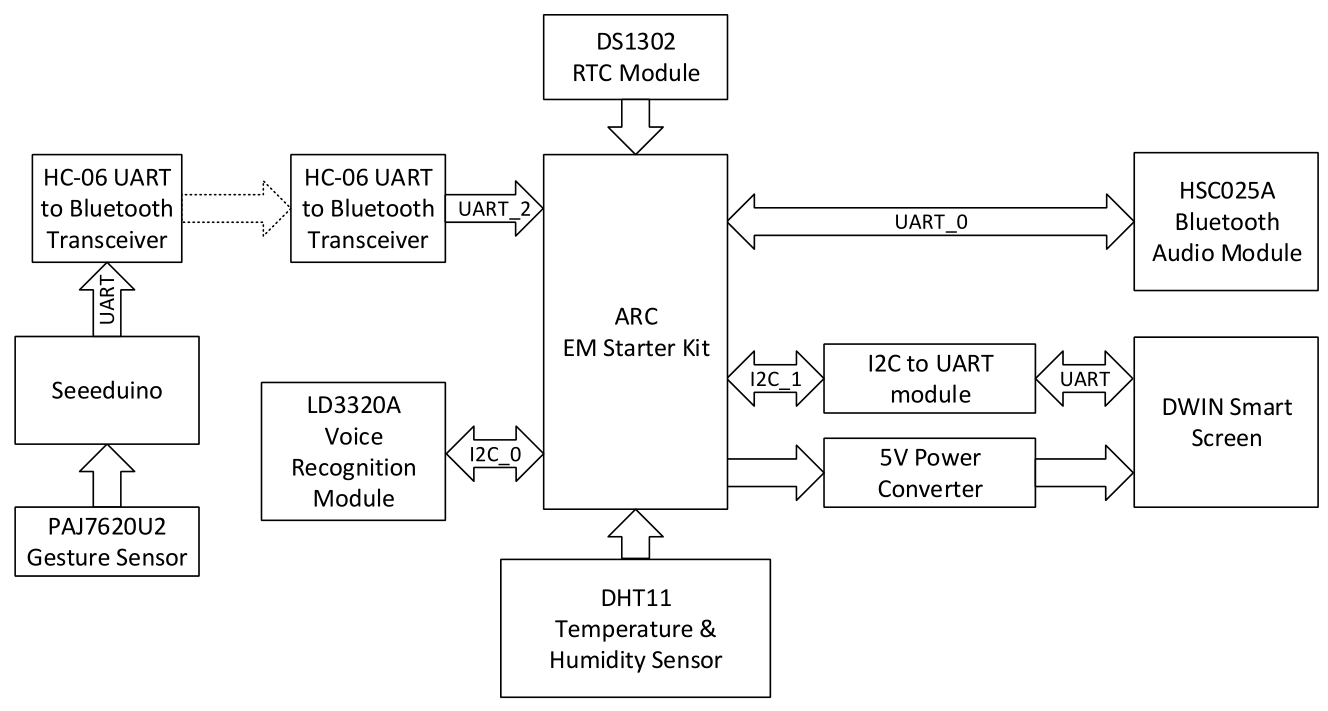 DS1302
RTC Module
HC-06 UART
to Bluetooth
Transceiver
HC-06 UART
to Bluetooth
Transceiver
UART_2
UART_0
HSC025A
Bluetooth
Audio Module
UART
ARC
EM Starter Kit
Seeeduino
LD3320A
Voice
Recognition
Module
I2C_0
I2C_1
I2C to UART
module
UART
DWIN Smart
Screen
5V Power
Converter
PAJ7620U2
Gesture Sensor
DHT11
Temperature &
Humidity Sensor